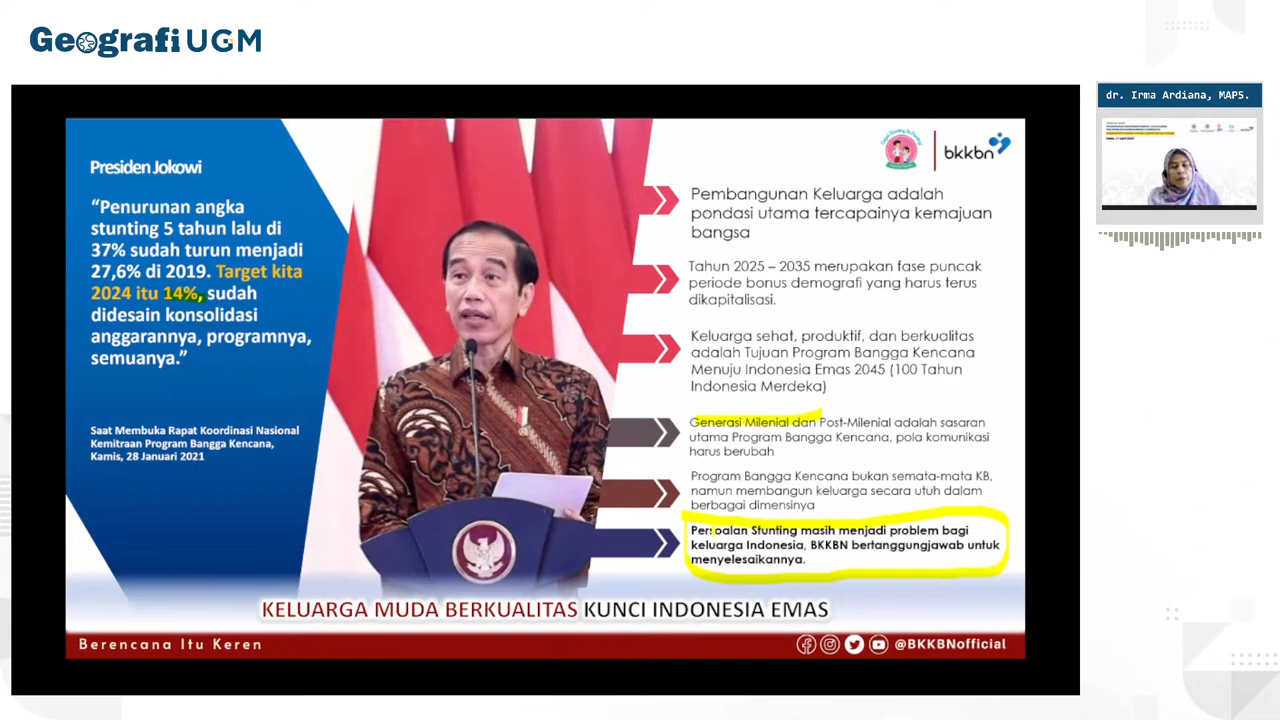 Geografi UGM
dr. Irma Ardiana, MAPS.
Presiden Jokowi
“Penurunan angka
stunting 5 tahun lalu di
37% sudah turun menjadi
27,6% di 2019. Target kita
2024 itu 14%, sudah
didesain konsolidasi
anggarannya, programnya,
semuanya.”
Saat Membuka Rapat Koordinasi Nasional
Kemitraan Program Bangga Kencana,
Kamis, 28 Januari 2021
bkkbn
Pembangunan Keluarga adalah
pondasi utama tercapainya kemajuan
bangsa
Tahun 2025 – 2035 merupakan fase puncak
periode bonus demografi yang harus terus
dikapitalisasi.
Keluarga sehat, produktif, dan berkualitas
adalah Tujuan Program Bangga Kencana
Menuju Indonesia Emas 2045 (100 Tahun
Indonesia Merdeka)
Generasi Milenial dan Post-Milenial adalah sasaran
utama Program Bangga Kencana, pola komunikasi
harus berubah
Program Bangga Kencana bukan semata-mata KB,
namun membangun keluarga secara utuh dalam
berbagai dimensinya
Persoalan Stunting masih menjadi problem bagi
keluarga Indonesia, BKKBN bertanggungjawab untuk
menyelesaikannya.
KELUARGA MUDA BERKUALITAS KUNCI INDONESIA EMAS
Berencana Itu Keren
@BKKBNofficial